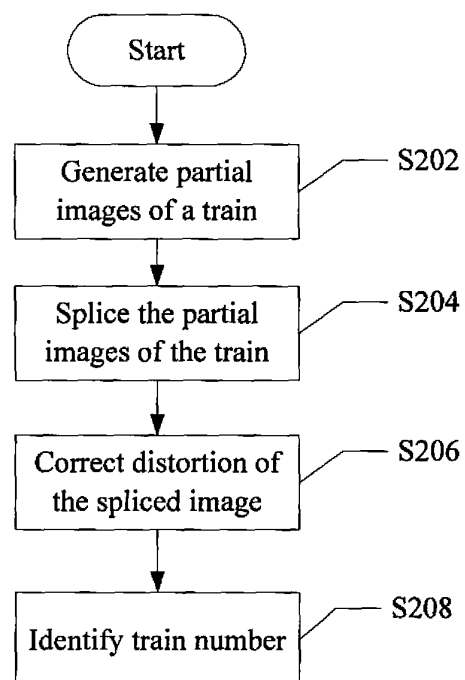 Start
Generate partial
images of a train
S202
Splice the partial
images of the train
S204
Correct distortion of
the spliced image
S206
Identify train number
S208